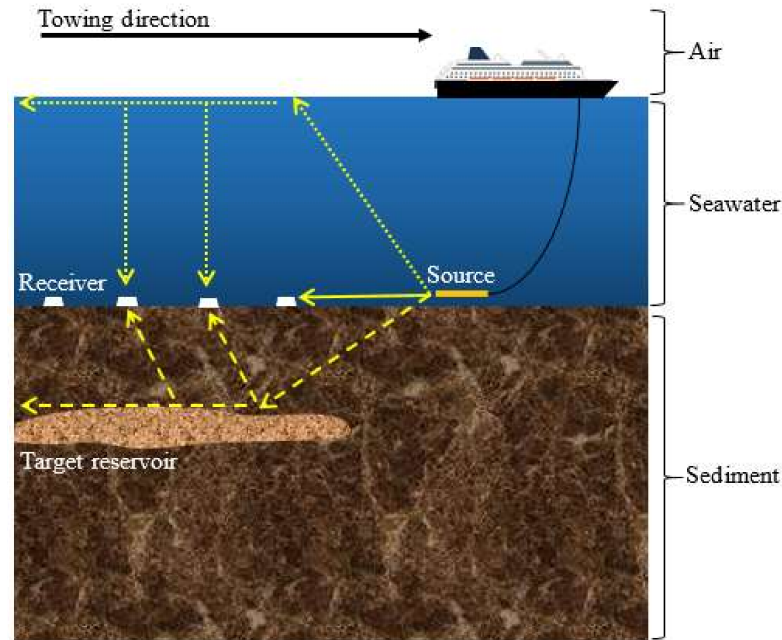 Towing direction
Air
Seawater
Receiver
Source
Target reservoir
Sediment